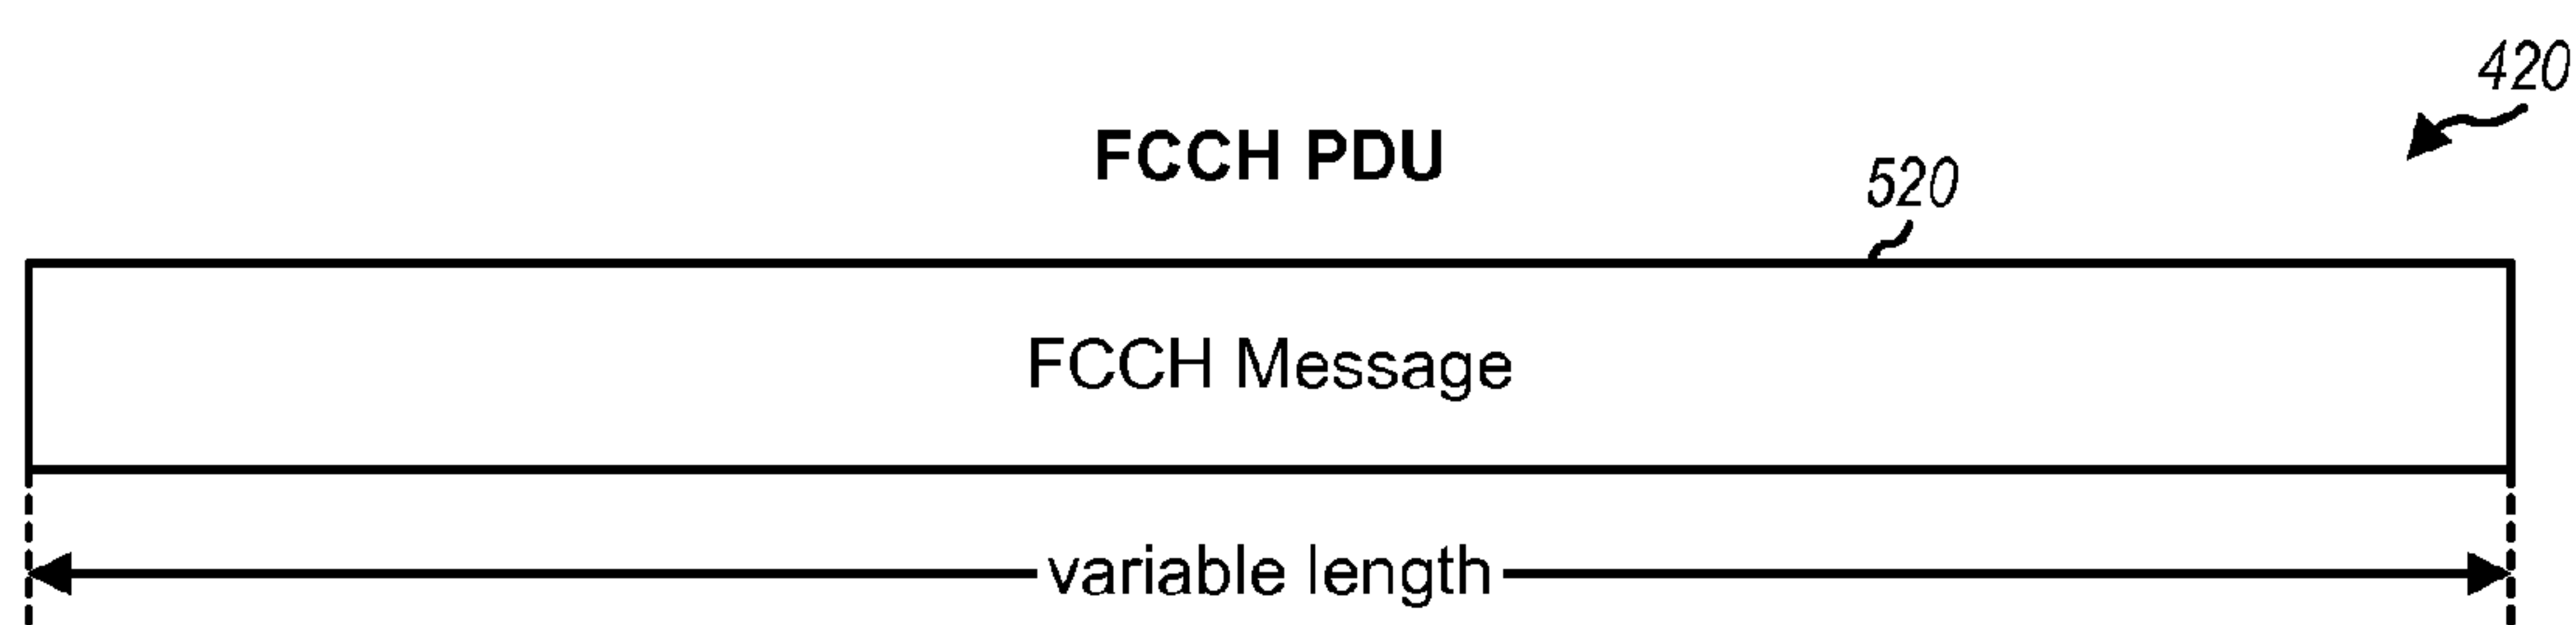 420
FCCH PDU
520
FCCH Message
variable length